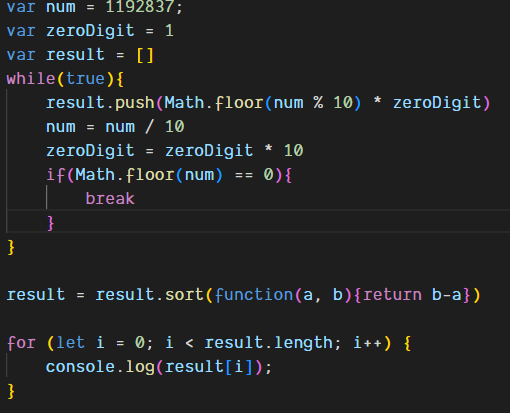 var num = 1192837;
var zeroDigit = 1
var result = []
while(true){
    result.push(Math.floor(num % 10) * zeroDigit)
    num = num / 10
    zeroDigit = zeroDigit * 10
    if(Math.floor(num) == 0){
        break
    }
}

result = result.sort(function(a, b){return b-a})

for (let i = 0; i < result.length; i++) {
    console.log(result[i]);
}